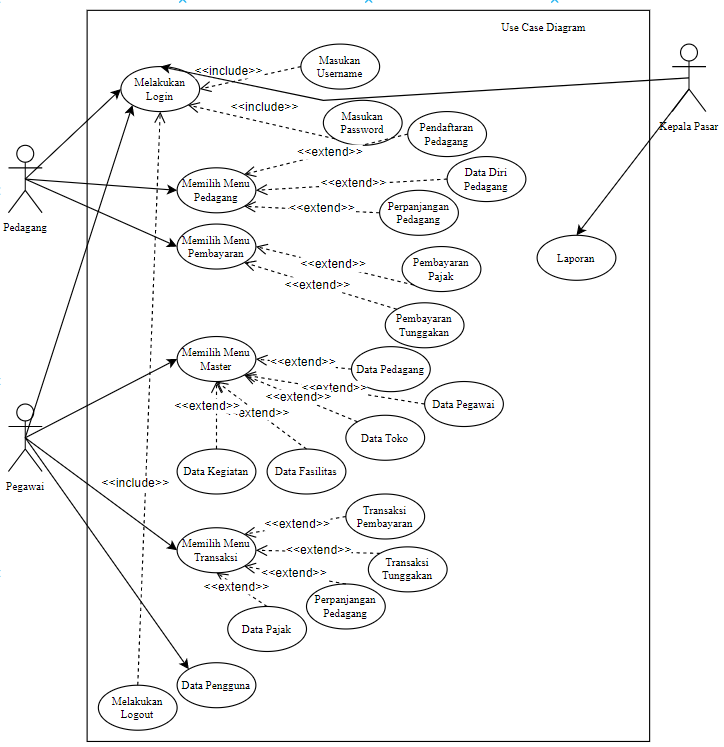 Use Case Diagram
Masukan
Username
<<include>>
Melakukan
Login
<<include>>
Masukan
Password
Kepala Pasar
Pendaftaran
Pedagang
<<extend>>
Data Diri
Pedagang
<<extend>>
Memilih Menu
Pedagang
<<extend>>
Perpanjangan
Pedagang
Pedagang
Memilih Menu
Pembayaran
<<extend>>
Pembayaran
Pajak
Laporan
<<extend>>
Pembayaran
Tunggakan
Memilih Menu
Master
<<extend>>
Data Pedagang
<<extend>>
Data Pegawai
<<extend>>
<<extend>>
<<extend>>
Data Toko
Data Kegiatan
Data Fasilitas
Pegawai
<<include>>
Transaksi
Pembayaran
<<extend>>
Memilih Menu
Transaksi
<<extend>>
Transaksi
Tunggakan
<<extend>>
<<extend>>
Perpanjangan
Pedagang
Data Pajak
Data Pengguna
Melakukan
Logout